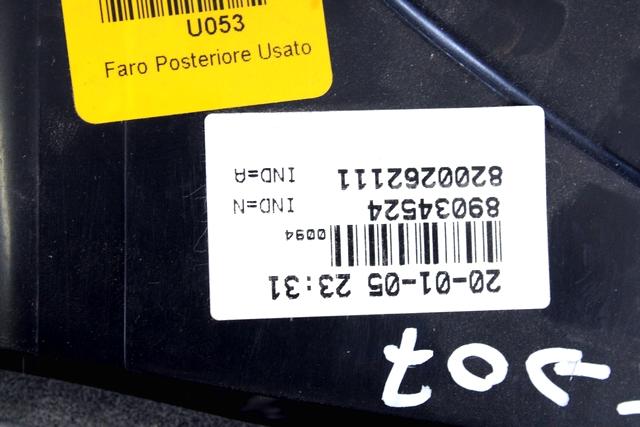 U053
Faro Posteriore Usato
20-01-05 23:31
0094
89034524 IND=N
8200262111 IND=A